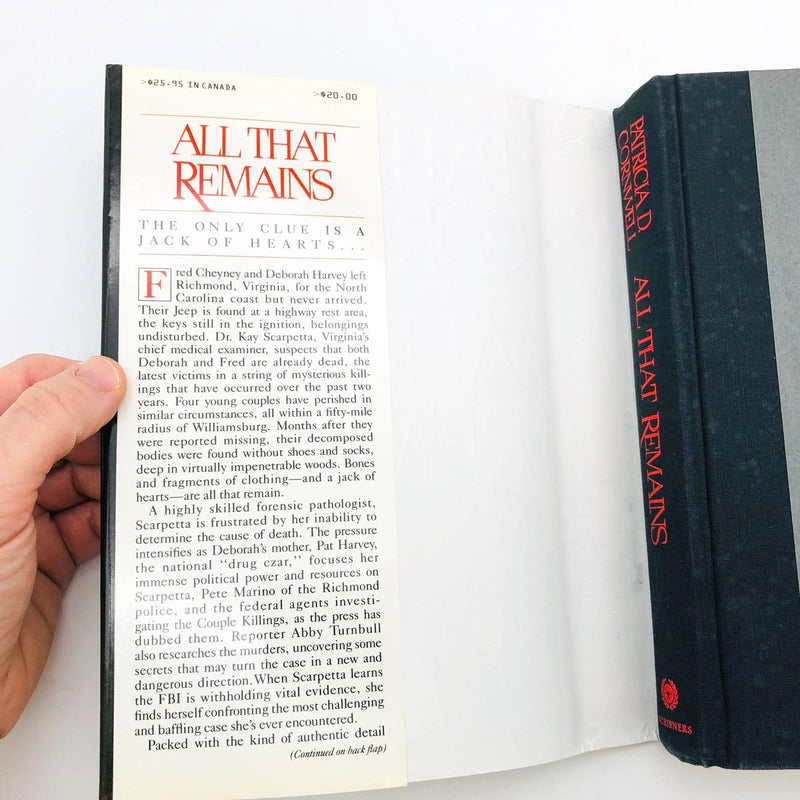 >$25.95 IN CANADA
>$20.00
ALL THAT
REMAINS
THE ONLY CLUE IS A
JACK OF HEARTS...
Fred Cheyney and Deborah Harvey left
Richmond, Virginia, for the North
Carolina coast but never arrived.
Their Jeep is found at a highway rest area,
the keys still in the ignition, belongings
undisturbed. Dr. Kay Scarpetta, Virginia's
chief medical examiner, suspects that both
Deborah and Fred are already dead, the
latest victims in a string of mysterious kill-
ings that have occurred over the past two
years. Four young couples have perished in
similar circumstances, all within a fifty-mile
radius of Williamsburg. Months after they
were reported missing, their decomposed
bodies were found without shoes and socks,
deep in virtually impenetrable woods. Bones
and fragments of clothing—and a jack of
hearts—are all that remain.
A highly skilled forensic pathologist,
Scarpetta is frustrated by her inability to
determine the cause of death. The pressure
intensifies as Deborah's mother, Pat Harvey,
the national "drug czar," focuses her
immense political power and resources on
Scarpetta, Pete Marino of the Richmond
police, and the federal agents investi-
gating the Couple Killings, as the press has
dubbed them. Reporter Abby Turnbull
also researches the murders, uncovering some
secrets that may turn the case in a new and
dangerous direction. When Scarpetta learns
the FBI is withholding vital evidence, she
finds herself confronting the most challenging
and baffling case she's ever encountered.
Packed with the kind of authentic detail
(Continued on back flap)
PATRICIA D.
CORNWELL
ALL THAT REMAINS
SCRIBNERS